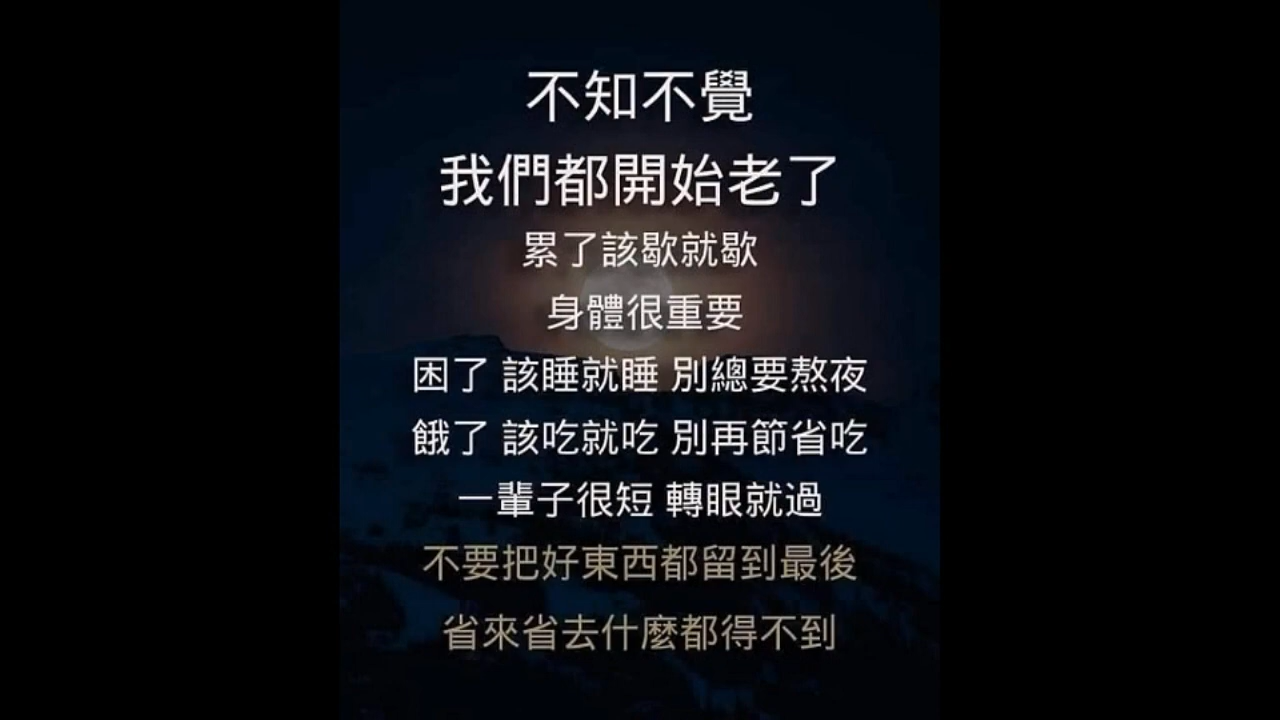 不知不覺
我們都開始老了
累了該歇就歇
身體很重要
困了 該睡就睡 別總要熬夜
餓了 該吃就吃 別再節省吃
一輩子很短 轉眼就過
不要把好東西都留到最後
省來省去什麼都得不到